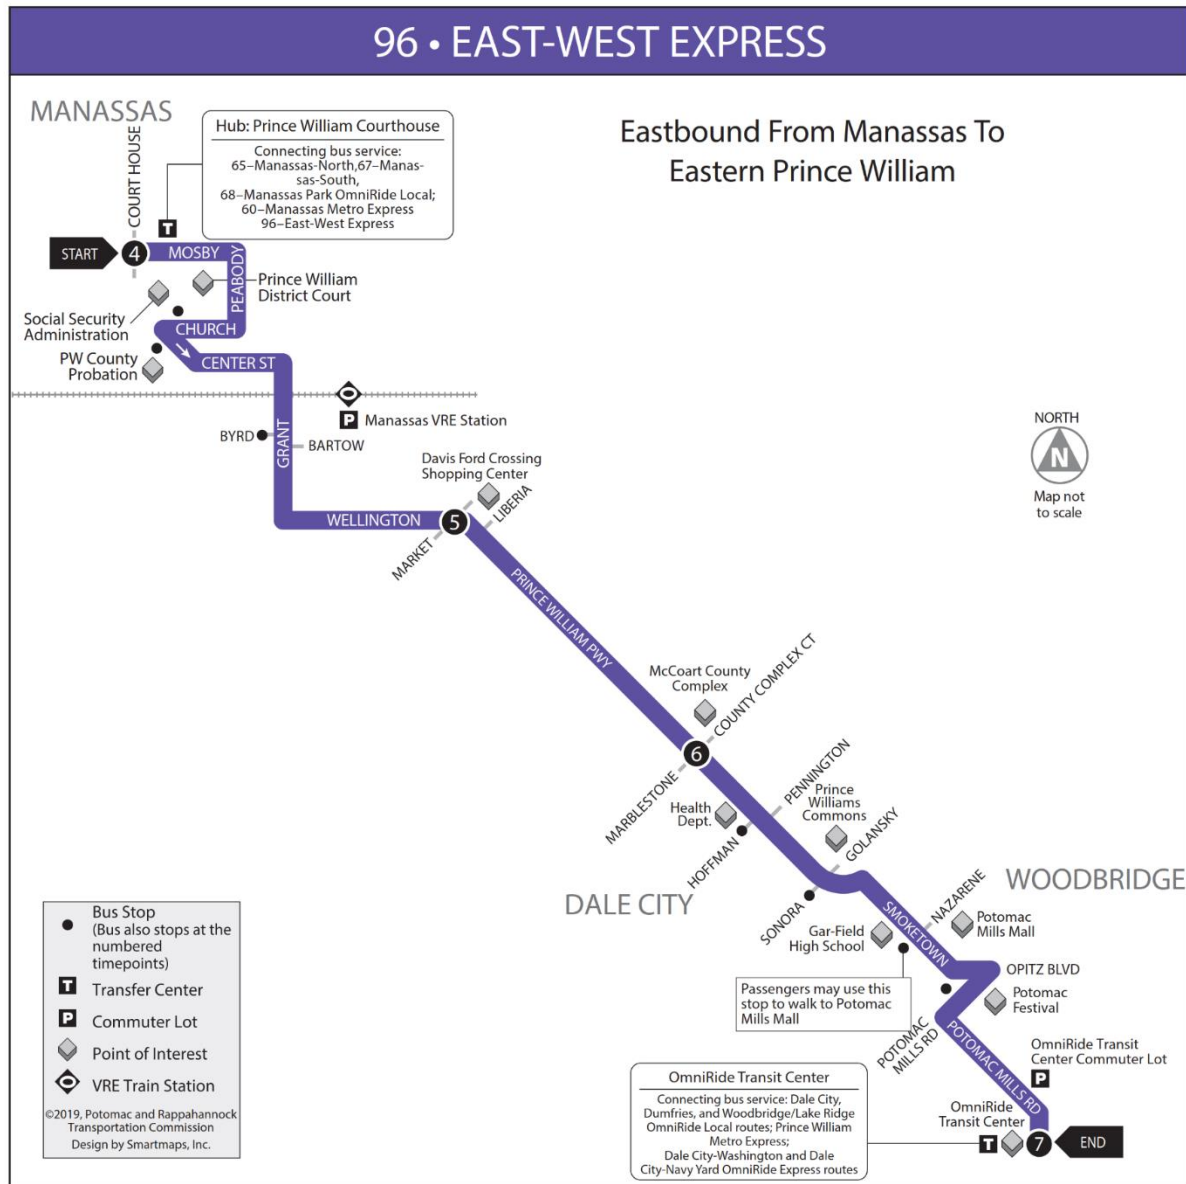 96 • EAST-WEST EXPRESS
MANASSAS
Eastbound From Manassas To
Eastern Prince William
COURT HOUSE
Hub: Prince William Courthouse
Connecting bus service:
65–Manassas-North,67–Manas-
sas-South,
68–Manassas Park OmniRide Local;
60–Manassas Metro Express
96–East-West Express
T
START
4
MOSBY
PEABODY
Prince William
District Court
Social Security
Administration
CHURCH
PW County
Probation
CENTER ST
P
Manassas VRE Station
BYRD
GRANT
BARTOW
NORTH
N
Map not
to scale
Davis Ford Crossing
Shopping Center
LIBERIA
WELLINGTON
5
MARKET
PRINCE WILLIAM PWY
McCoart County
Complex
COUNTY COMPLEX CT
6
MARBLESTONE
PENNINGTON
Health
Dept.
HOFFMAN
Prince
Williams
Commons
GOLANSKY
DALE CITY
SONORA
WOODBRIDGE
SMOKETOWN
NAZARENE
Potomac
Mills Mall
Gar-Field
High School
OPITZ BLVD
Passengers may use this
stop to walk to Potomac
Mills Mall
Potomac
Festival
POTOMAC
MILLS RD
POTOMAC MILLS RD
OmniRide Transit
Center Commuter Lot
P
OmniRide Transit Center
Connecting bus service: Dale City,
Dumfries, and Woodbridge/Lake Ridge
OmniRide Local routes; Prince William
Metro Express;
Dale City-Washington and Dale
City-Navy Yard OmniRide Express routes
OmniRide
Transit Center
T
7
END
Bus Stop
(Bus also stops at the
numbered
timepoints)
T Transfer Center
P Commuter Lot
Point of Interest
VRE Train Station
©2019, Potomac and Rappahannock
Transportation Commission
Design by Smartmaps, Inc.